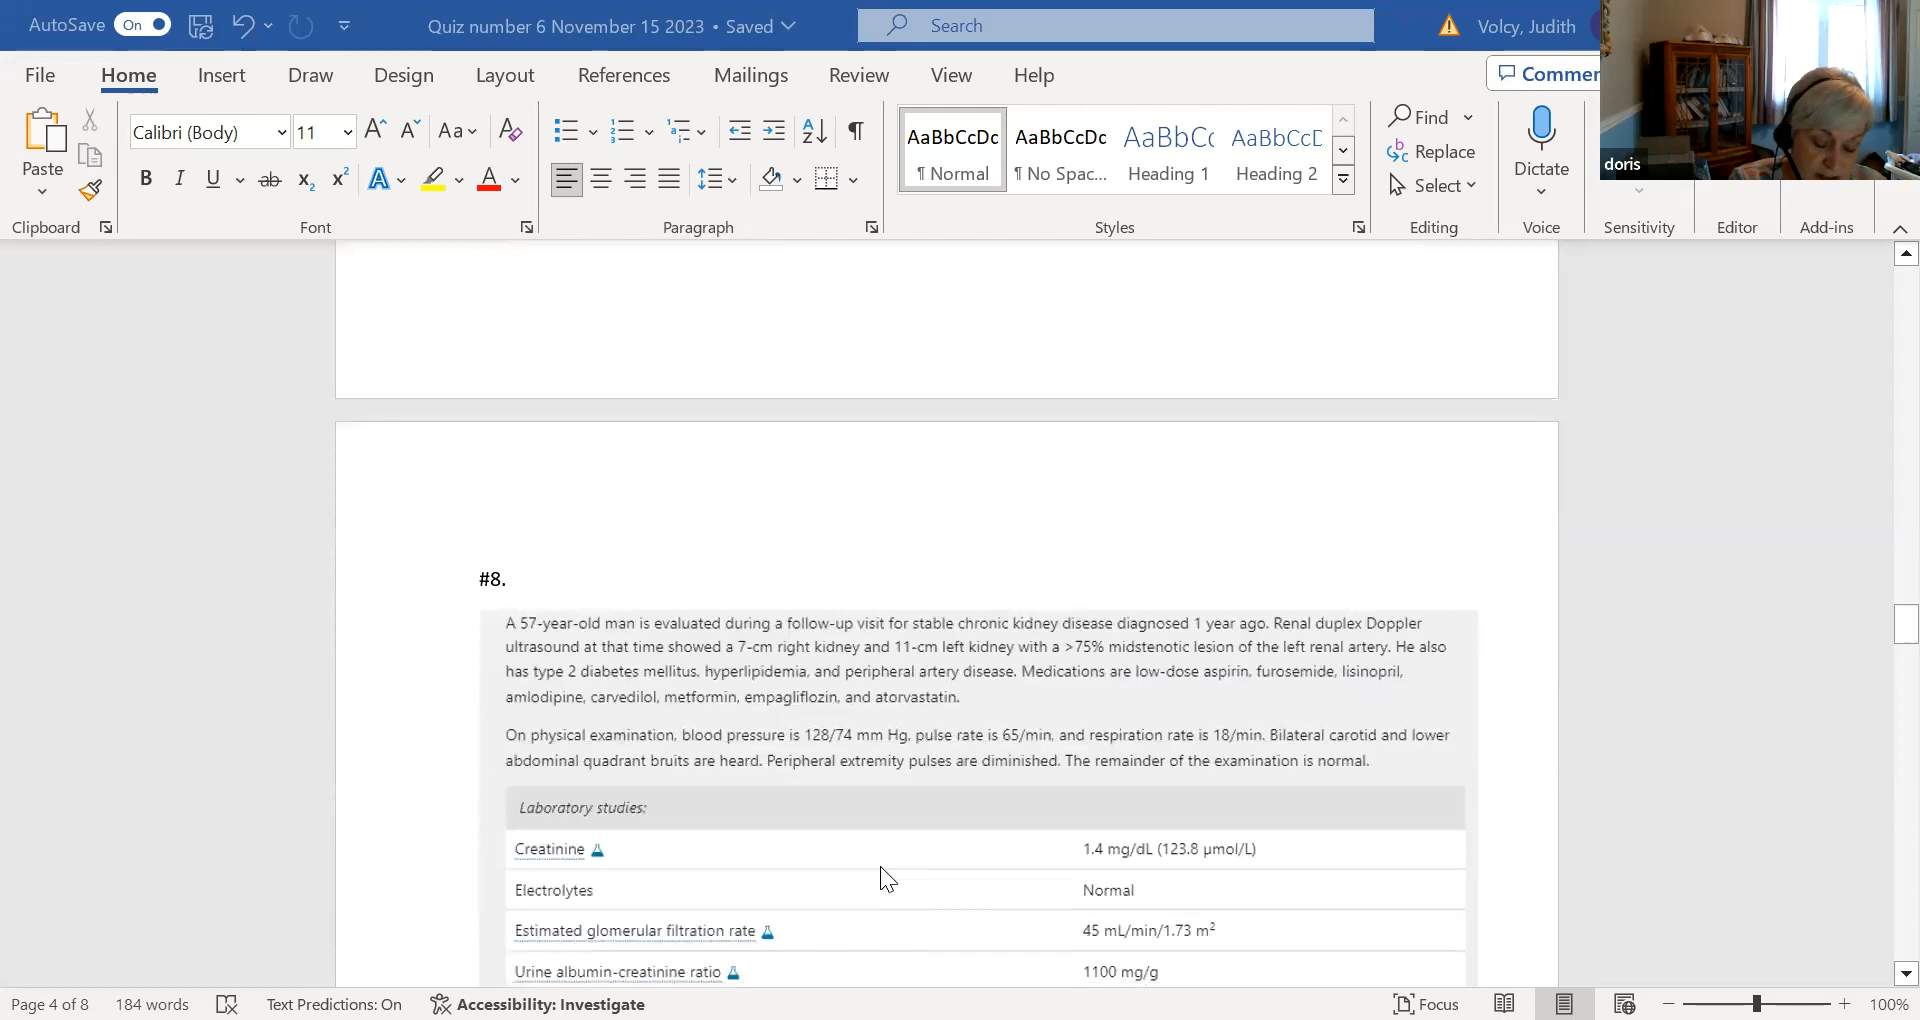 AutoSave On Quiz number 6 November 15 2023 • Saved Search Volcy, Judith
File Home Insert Draw Design Layout References Mailings Review View Help Commen
Paste
Calibri (Body) 11 Aa
B I U ab x2 x2 A A
AaBbCcDc AaBbCcDc AaBbCc AaBbCcD
¶ Normal ¶ No Spac... Heading 1 Heading 2
Find
Replace
Select
Dictate
doris
Clipboard Font Paragraph Styles Editing Voice Sensitivity Editor Add-ins
#8.
A 57-year-old man is evaluated during a follow-up visit for stable chronic kidney disease diagnosed 1 year ago. Renal duplex Doppler
ultrasound at that time showed a 7-cm right kidney and 11-cm left kidney with a >75% midstenotic lesion of the left renal artery. He also
has type 2 diabetes mellitus, hyperlipidemia, and peripheral artery disease. Medications are low-dose aspirin, furosemide, lisinopril,
amlodipine, carvedilol, metformin, empagliflozin, and atorvastatin.
On physical examination, blood pressure is 128/74 mm Hg, pulse rate is 65/min, and respiration rate is 18/min. Bilateral carotid and lower
abdominal quadrant bruits are heard. Peripheral extremity pulses are diminished. The remainder of the examination is normal.
Laboratory studies:
Creatinine 1.4 mg/dL (123.8 µmol/L)
Electrolytes Normal
Estimated glomerular filtration rate 45 mL/min/1.73 m²
Urine albumin-creatinine ratio 1100 mg/g
Page 4 of 8 184 words Text Predictions: On Accessibility: Investigate Focus 100%